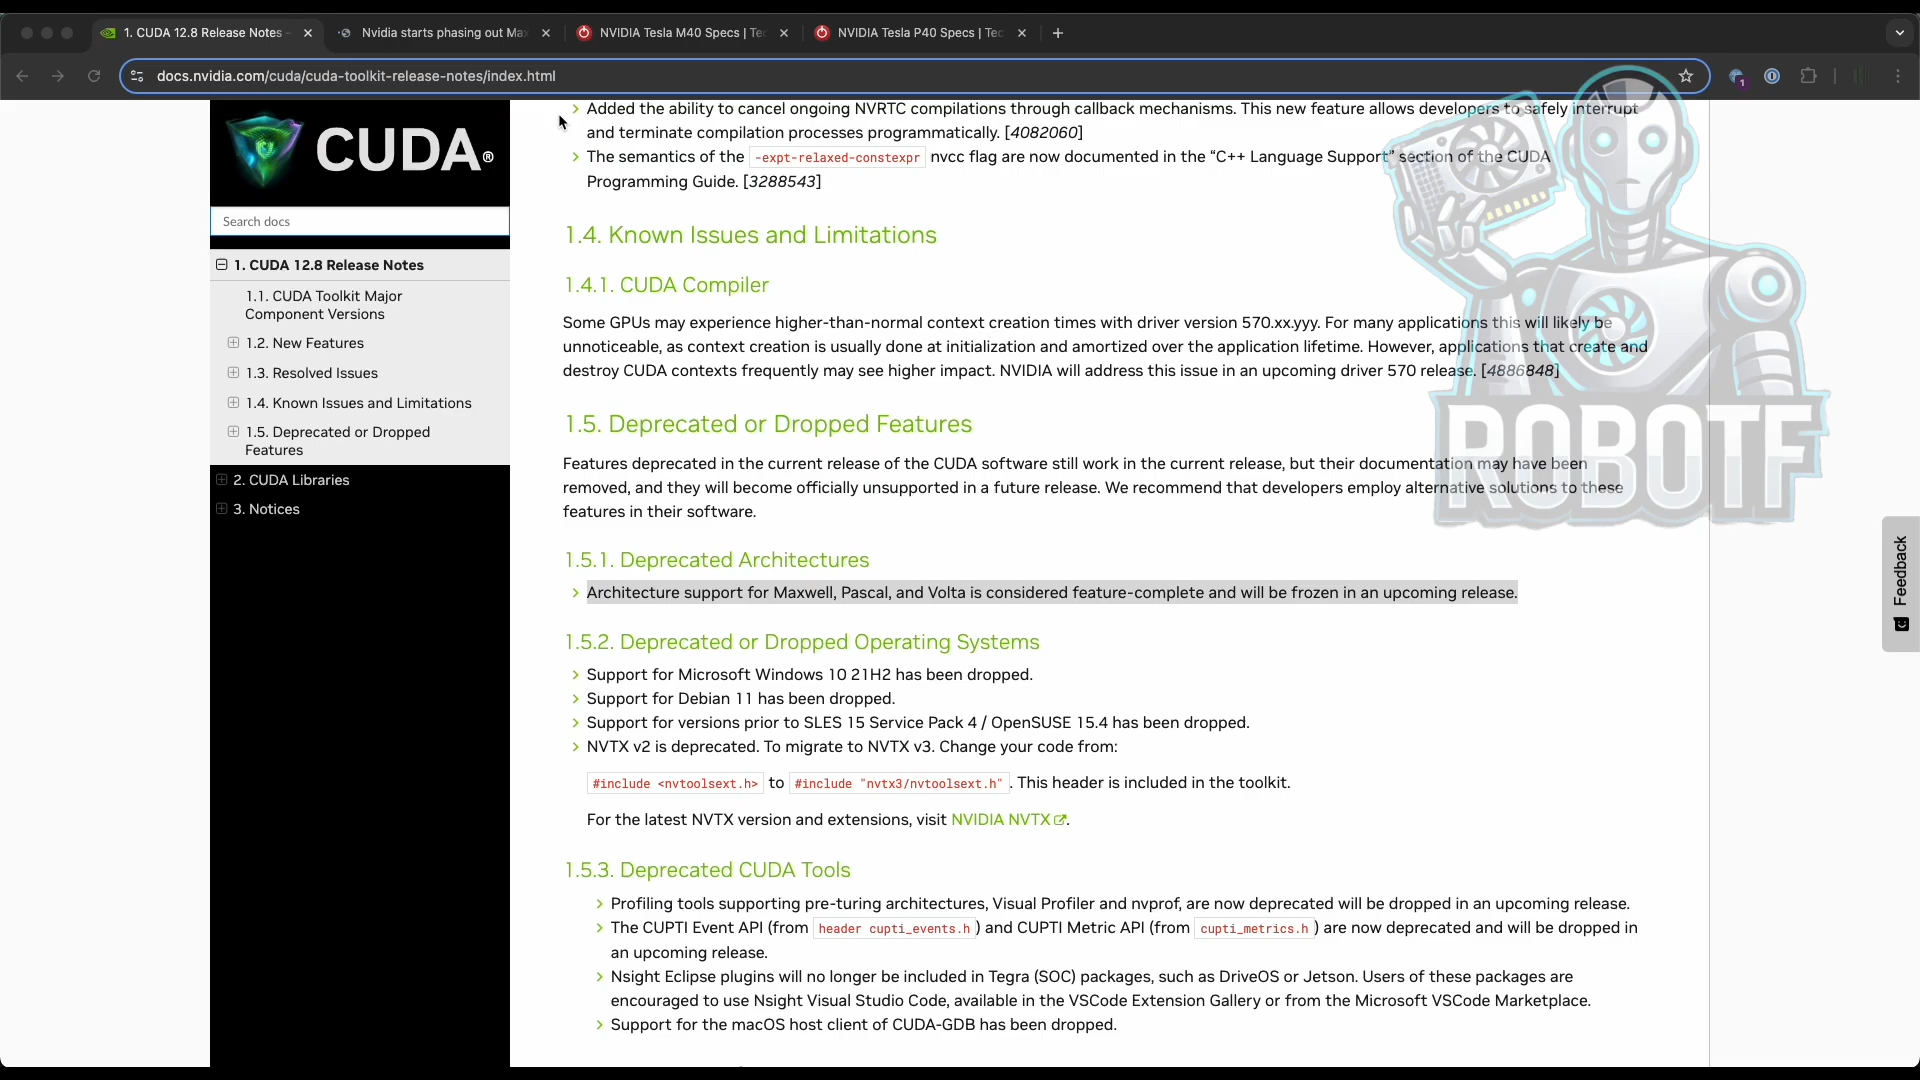 1. CUDA 12.8 Release Notes -
Nvidia starts phasing out Max
NVIDIA Tesla M40 Specs | Tec
NVIDIA Tesla P40 Specs | Tec
docs.nvidia.com/cuda/cuda-toolkit-release-notes/index.html
1
CUDA®
Search docs
1. CUDA 12.8 Release Notes
1.1. CUDA Toolkit Major
Component Versions
1.2. New Features
1.3. Resolved Issues
1.4. Known Issues and Limitations
1.5. Deprecated or Dropped
Features
2. CUDA Libraries
3. Notices
Added the ability to cancel ongoing NVRTC compilations through callback mechanisms. This new feature allows developers to safely interrupt
and terminate compilation processes programmatically. [4082060]
The semantics of the -expt-relaxed-constexpr nvcc flag are now documented in the “C++ Language Support” section of the CUDA
Programming Guide. [3288543]
1.4. Known Issues and Limitations
1.4.1. CUDA Compiler
Some GPUs may experience higher-than-normal context creation times with driver version 570.xx.yyy. For many applications this will likely be
unnoticeable, as context creation is usually done at initialization and amortized over the application lifetime. However, applications that create and
destroy CUDA contexts frequently may see higher impact. NVIDIA will address this issue in an upcoming driver 570 release. [4886848]
1.5. Deprecated or Dropped Features
Features deprecated in the current release of the CUDA software still work in the current release, but their documentation may have been
removed, and they will become officially unsupported in a future release. We recommend that developers employ alternative solutions to these
features in their software.
1.5.1. Deprecated Architectures
Architecture support for Maxwell, Pascal, and Volta is considered feature-complete and will be frozen in an upcoming release.
1.5.2. Deprecated or Dropped Operating Systems
Support for Microsoft Windows 10 21H2 has been dropped.
Support for Debian 11 has been dropped.
Support for versions prior to SLES 15 Service Pack 4 / OpenSUSE 15.4 has been dropped.
NVTX v2 is deprecated. To migrate to NVTX v3. Change your code from:
#include <nvtoolsext.h> to #include "nvtx3/nvtoolsext.h". This header is included in the toolkit.
For the latest NVTX version and extensions, visit NVIDIA NVTX.
1.5.3. Deprecated CUDA Tools
Profiling tools supporting pre-turing architectures, Visual Profiler and nvprof, are now deprecated will be dropped in an upcoming release.
The CUPTI Event API (from header cupti_events.h) and CUPTI Metric API (from cupti_metrics.h) are now deprecated and will be dropped in
an upcoming release.
Nsight Eclipse plugins will no longer be included in Tegra (SOC) packages, such as DriveOS or Jetson. Users of these packages are
encouraged to use Nsight Visual Studio Code, available in the VSCode Extension Gallery or from the Microsoft VSCode Marketplace.
Support for the macOS host client of CUDA-GDB has been dropped.
ROBOTF
Feedback